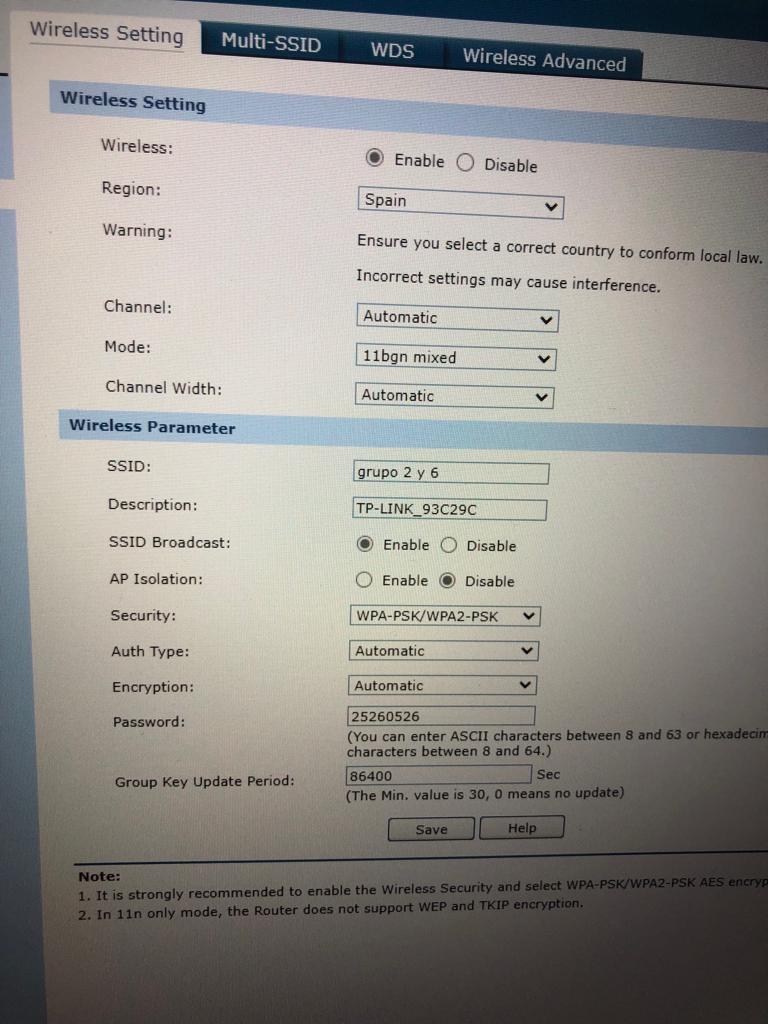 Wireless Setting Multi-SSID WDS Wireless Advanced
Wireless Setting
Wireless: Enable Disable
Region: Spain
Warning: Ensure you select a correct country to conform local law.
Incorrect settings may cause interference.
Channel: Automatic
Mode: 11bgn mixed
Channel Width: Automatic
Wireless Parameter
SSID: grupo 2 y 6
Description: TP-LINK_93C29C
SSID Broadcast: Enable Disable
AP Isolation: Enable Disable
Security: WPA-PSK/WPA2-PSK
Auth Type: Automatic
Encryption: Automatic
Password: 25260526
(You can enter ASCII characters between 8 and 63 or hexadecim
characters between 8 and 64.)
Group Key Update Period: 86400 Sec
(The Min. value is 30, 0 means no update)
Save Help
Note:
1. It is strongly recommended to enable the Wireless Security and select WPA-PSK/WPA2-PSK AES encryp
2. In 11n only mode, the Router does not support WEP and TKIP encryption.